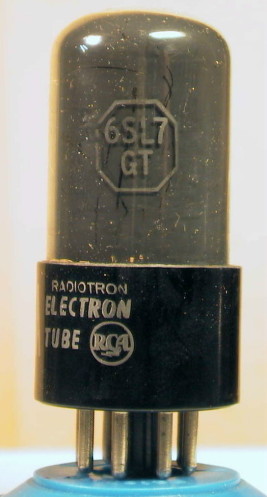 6SL7
GT
RADIOTRON
ELECTRON
TUBE RCA